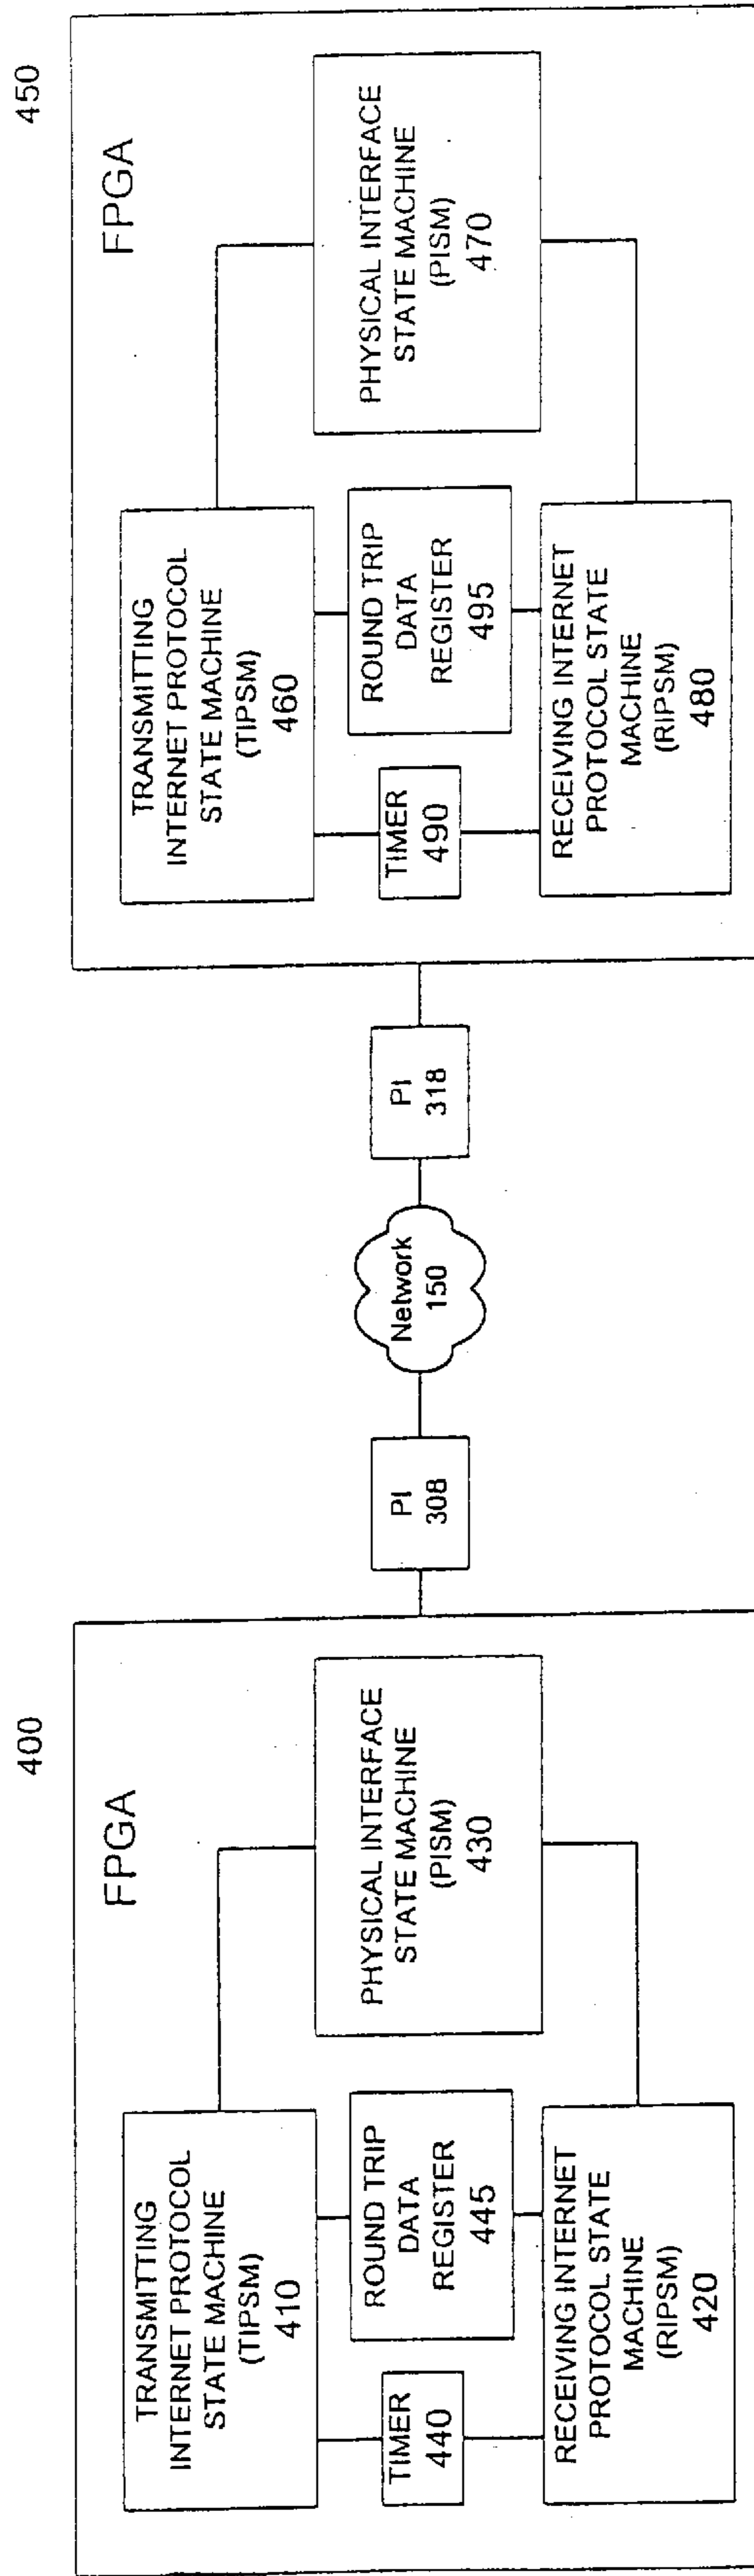 400
FPGA
TRANSMITTING
INTERNET PROTOCOL
STATE MACHINE
(TIPSM)
410
TIMER
440
ROUND TRIP
DATA
REGISTER
445
RECEIVING INTERNET
PROTOCOL STATE
MACHINE
(RIPSM)
420
PHYSICAL INTERFACE
STATE MACHINE
(PISM)
430
PI
308
Network
150
PI
318
450
FPGA
TRANSMITTING
INTERNET PROTOCOL
STATE MACHINE
(TIPSM)
460
TIMER
490
ROUND TRIP
DATA
REGISTER
495
RECEIVING INTERNET
PROTOCOL STATE
MACHINE
(RIPSM)
480
PHYSICAL INTERFACE
STATE MACHINE
(PISM)
470